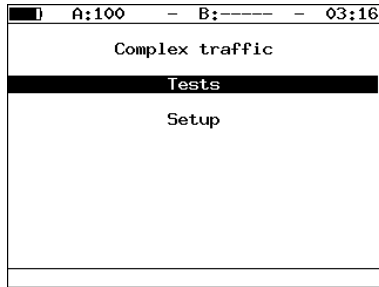 A:100 – B:----- – 03:16
Complex traffic
Tests
Setup